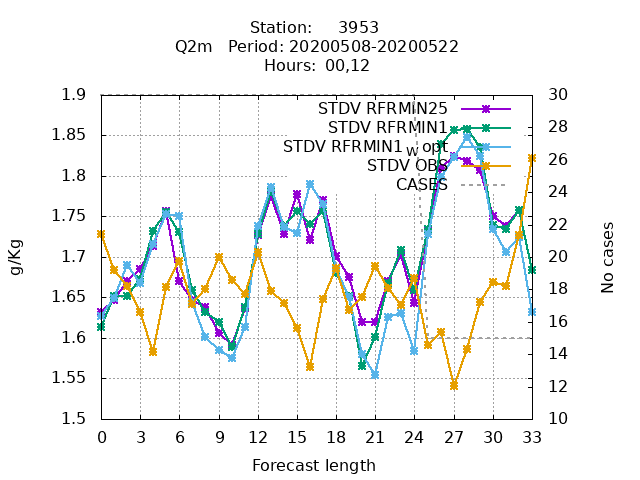 Station: 3953
Q2m Period: 20200508-20200522
Hours: 00,12
1.9
1.85
1.8
1.75
1.7
1.65
1.6
1.55
1.5
g/Kg
30
28
26
24
22
20
18
16
14
12
10
No cases
STDV RFRMIN25
STDV RFRMIN1
STDV RFRMIN1w opt
STDV OBS
CASES
0 3 6 9 12 15 18 21 24 27 30 33
Forecast length